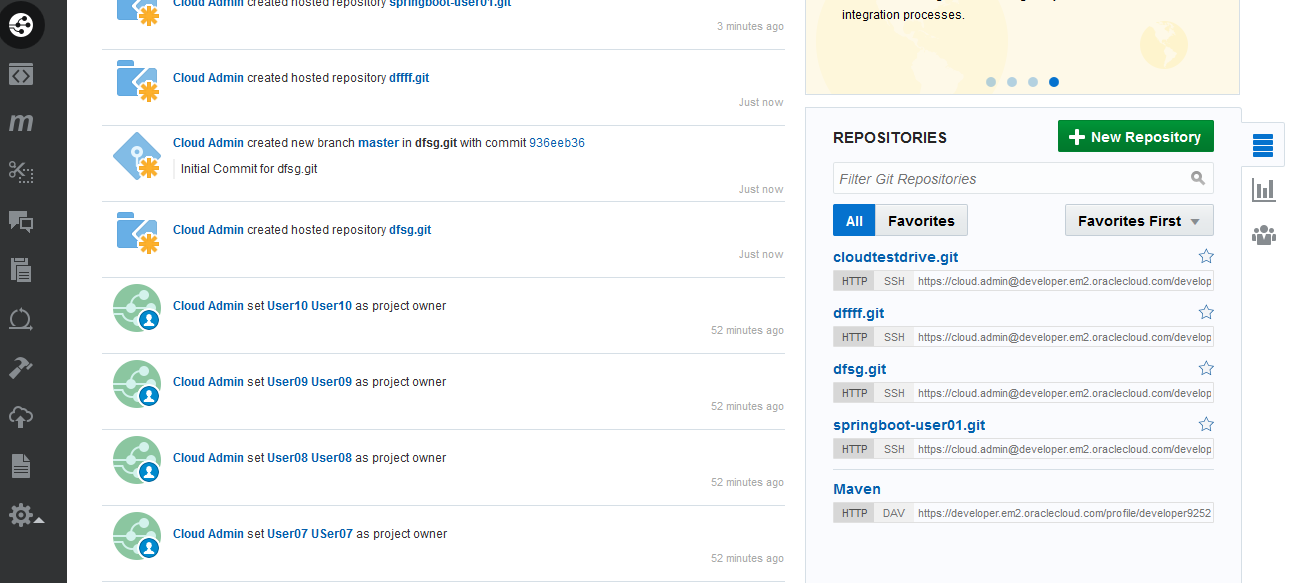 Cloud Admin created hosted repository springboot-user01.git
3 minutes ago
Cloud Admin created hosted repository dffff.git
Just now
Cloud Admin created new branch master in dfsg.git with commit 936eeb36
Initial Commit for dfsg.git
Just now
Cloud Admin created hosted repository dfsg.git
Just now
Cloud Admin set User10 User10 as project owner
52 minutes ago
Cloud Admin set User09 User09 as project owner
52 minutes ago
Cloud Admin set User08 User08 as project owner
52 minutes ago
Cloud Admin set User07 USer07 as project owner
52 minutes ago
integration processes.
REPOSITORIES
New Repository
Filter Git Repositories
All Favorites Favorites First
cloudtestdrive.git
HTTP SSH https://cloud.admin@developer.em2.oraclecloud.com/develop
dffff.git
HTTP SSH https://cloud.admin@developer.em2.oraclecloud.com/develop
dfsg.git
HTTP SSH https://cloud.admin@developer.em2.oraclecloud.com/develop
springboot-user01.git
HTTP SSH https://cloud.admin@developer.em2.oraclecloud.com/develop
Maven
HTTP DAV https://developer.em2.oraclecloud.com/profile/developer9252
m